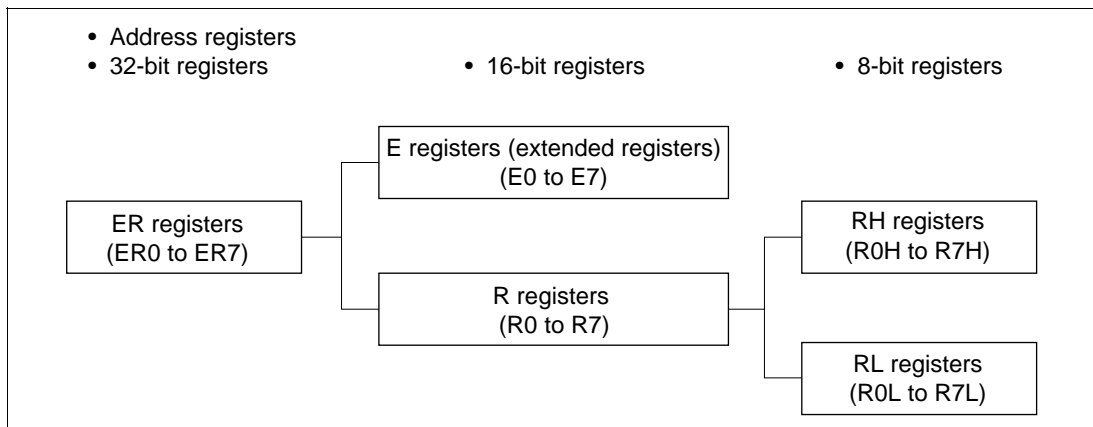 • Address registers
• 32-bit registers
• 16-bit registers
• 8-bit registers
E registers (extended registers)
(E0 to E7)
ER registers
(ER0 to ER7)
RH registers
(R0H to R7H)
R registers
(R0 to R7)
RL registers
(R0L to R7L)